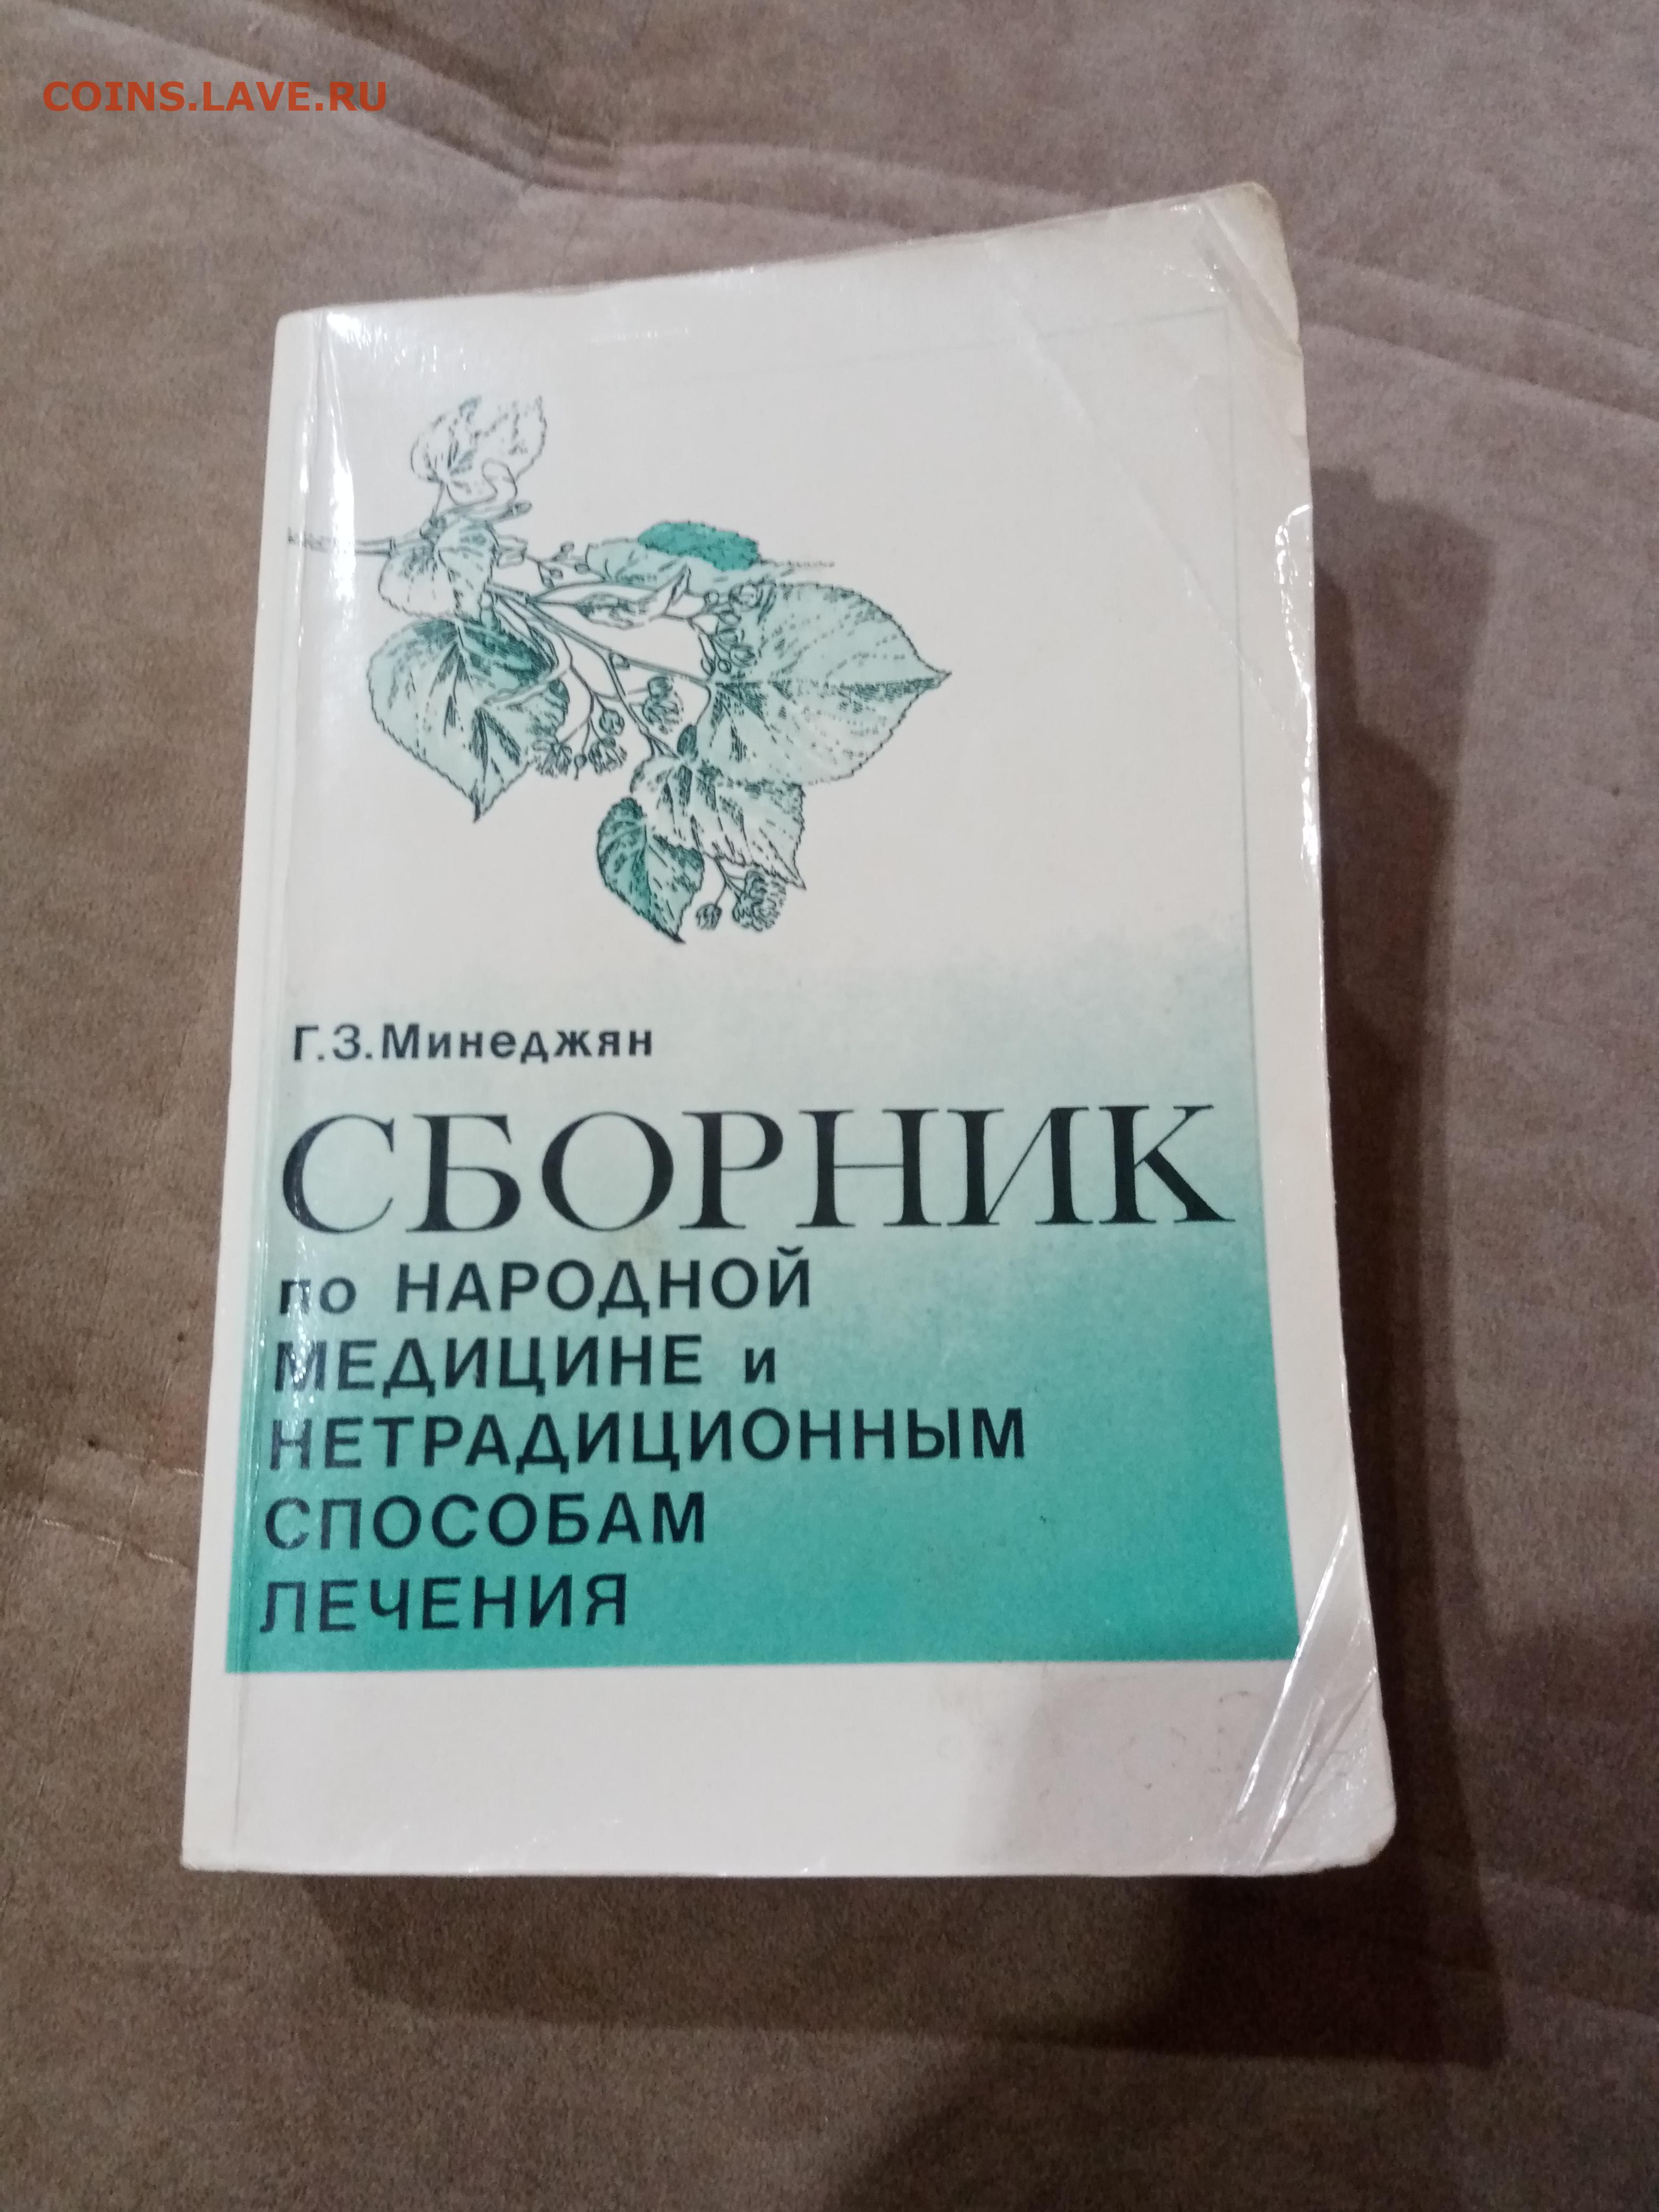 COINS.LAVE.RU
Г.З.Минеджян
СБОРНИК
по НАРОДНОЙ
МЕДИЦИНЕ и
НЕТРАДИЦИОННЫМ
СПОСОБАМ
ЛЕЧЕНИЯ